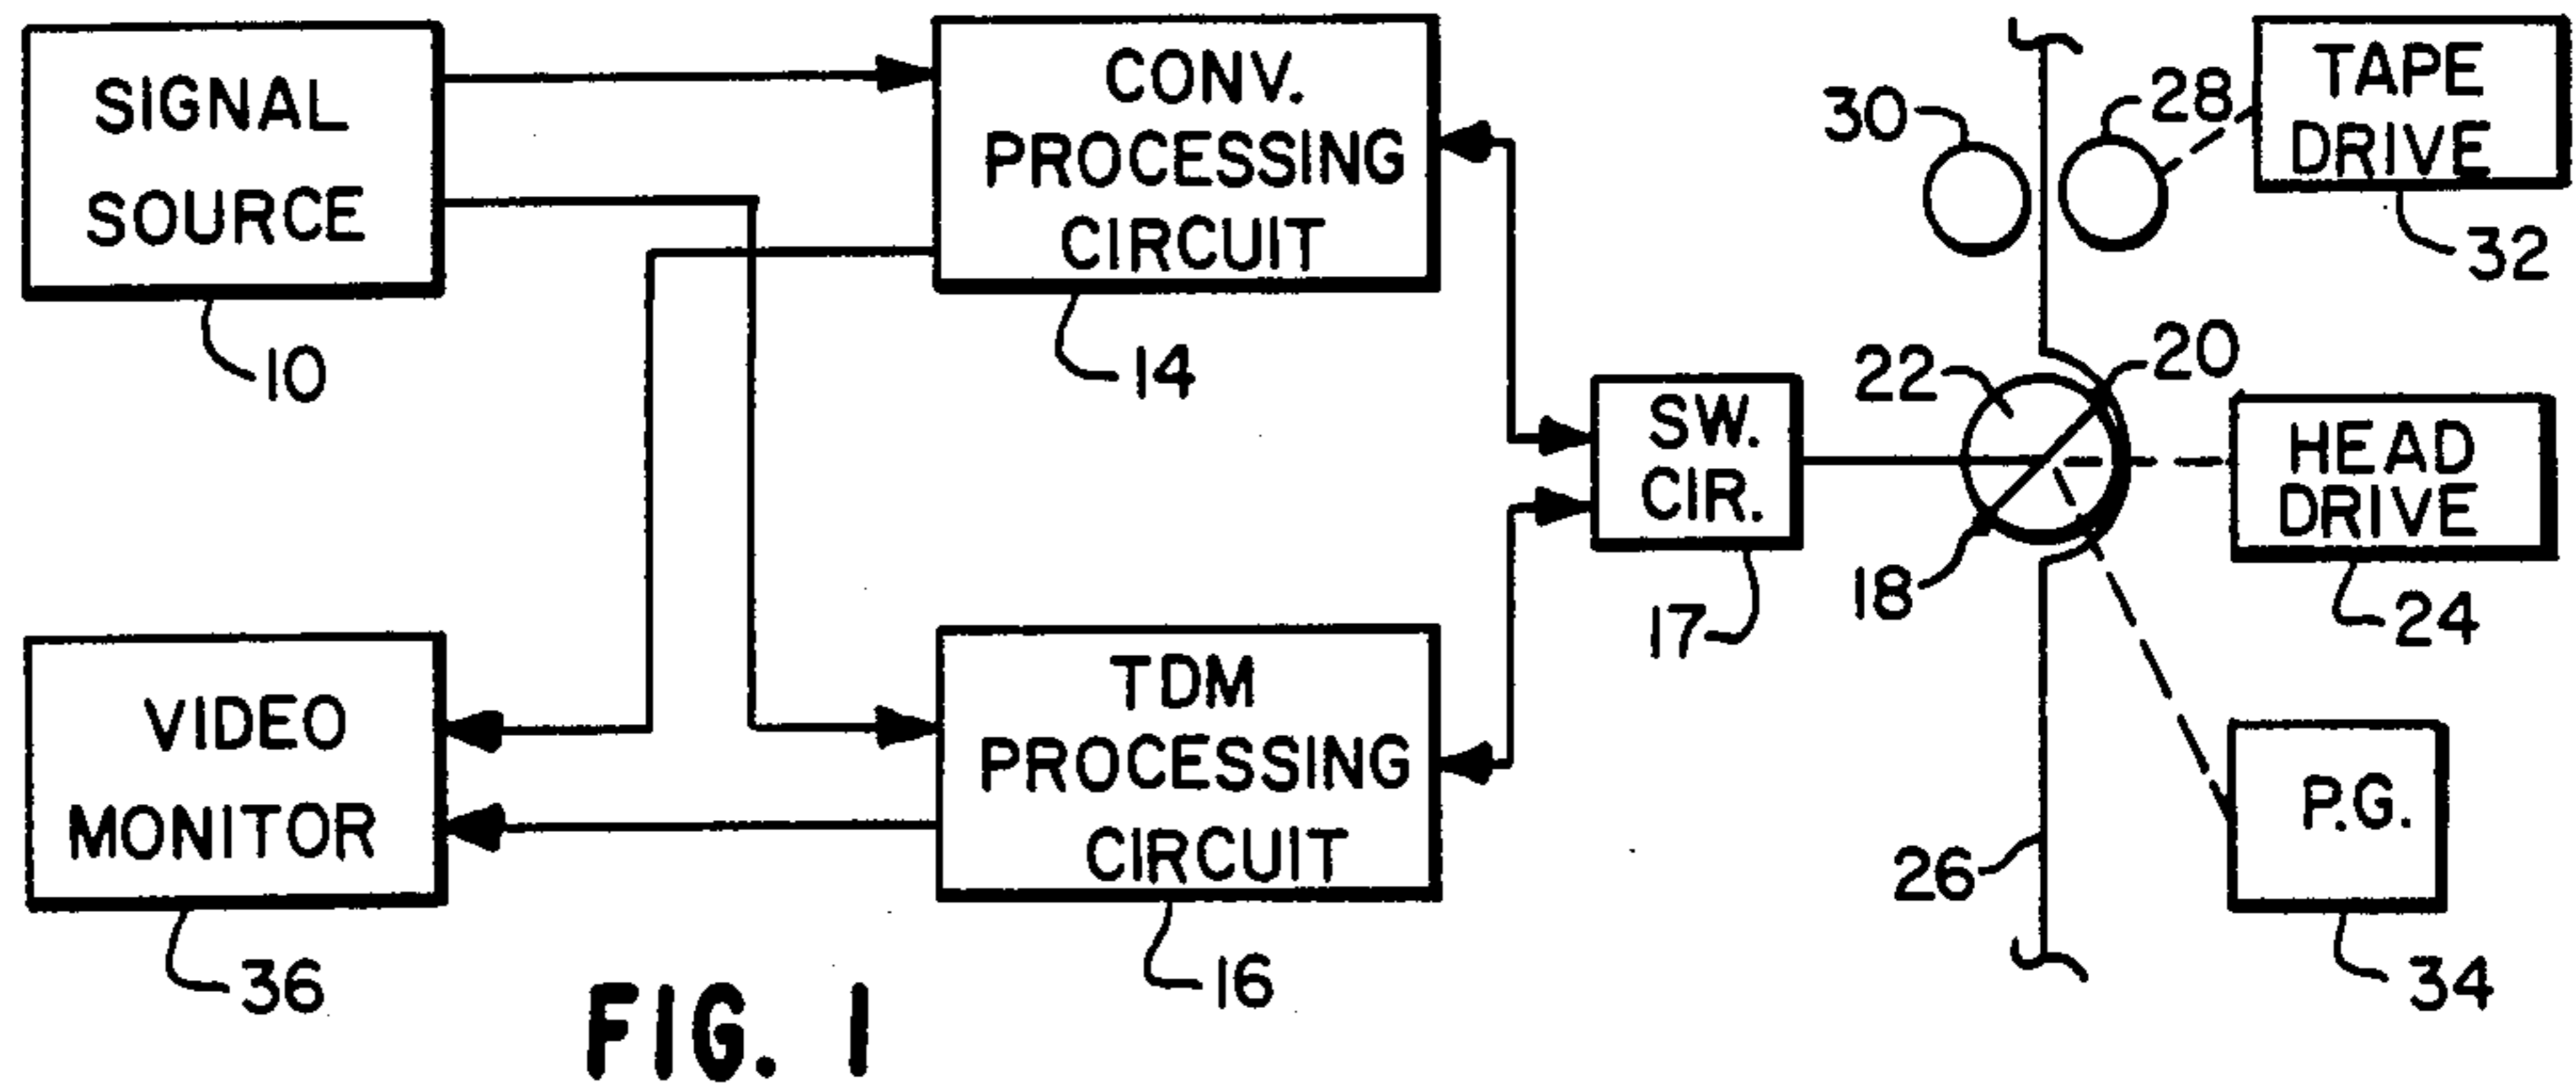 SIGNAL
SOURCE
10
CONV.
PROCESSING
CIRCUIT
14
30
28
TAPE
DRIVE
32
SW.
CIR.
17
22
20
18
HEAD
DRIVE
24
VIDEO
MONITOR
36
TDM
PROCESSING
CIRCUIT
16
26
P.G.
34
FIG. 1